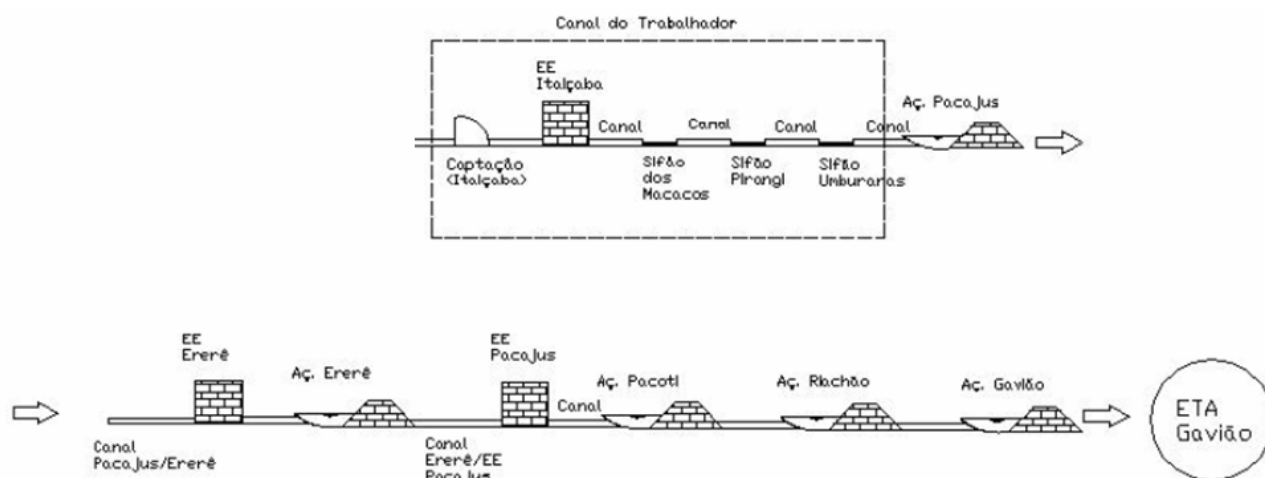 Canal do Trabalhador
EE
Italçaba
Aç. Pacajus
Canal
Canal
Canal
Canal
Captação
(Italçaba)
Sifão
dos
Macacos
Sifão
Pirangi
Sifão
Umburanas
EE
Ererê
Aç. Ererê
EE
Pacajus
Canal
Aç. Pacoti
Aç. Riachão
Aç. Gavião
ETA
Gavião
Canal
Pacajus/Ererê
Canal
Ererê/EE
Pacajus